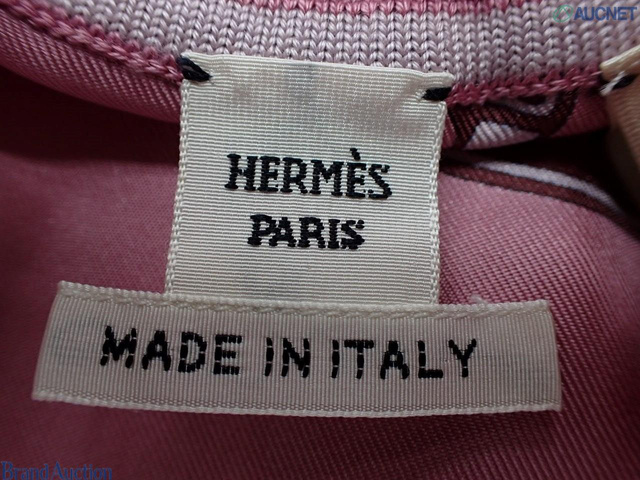 AUCNET
HERMÈS
PARIS
MADE IN ITALY
Brand Auction